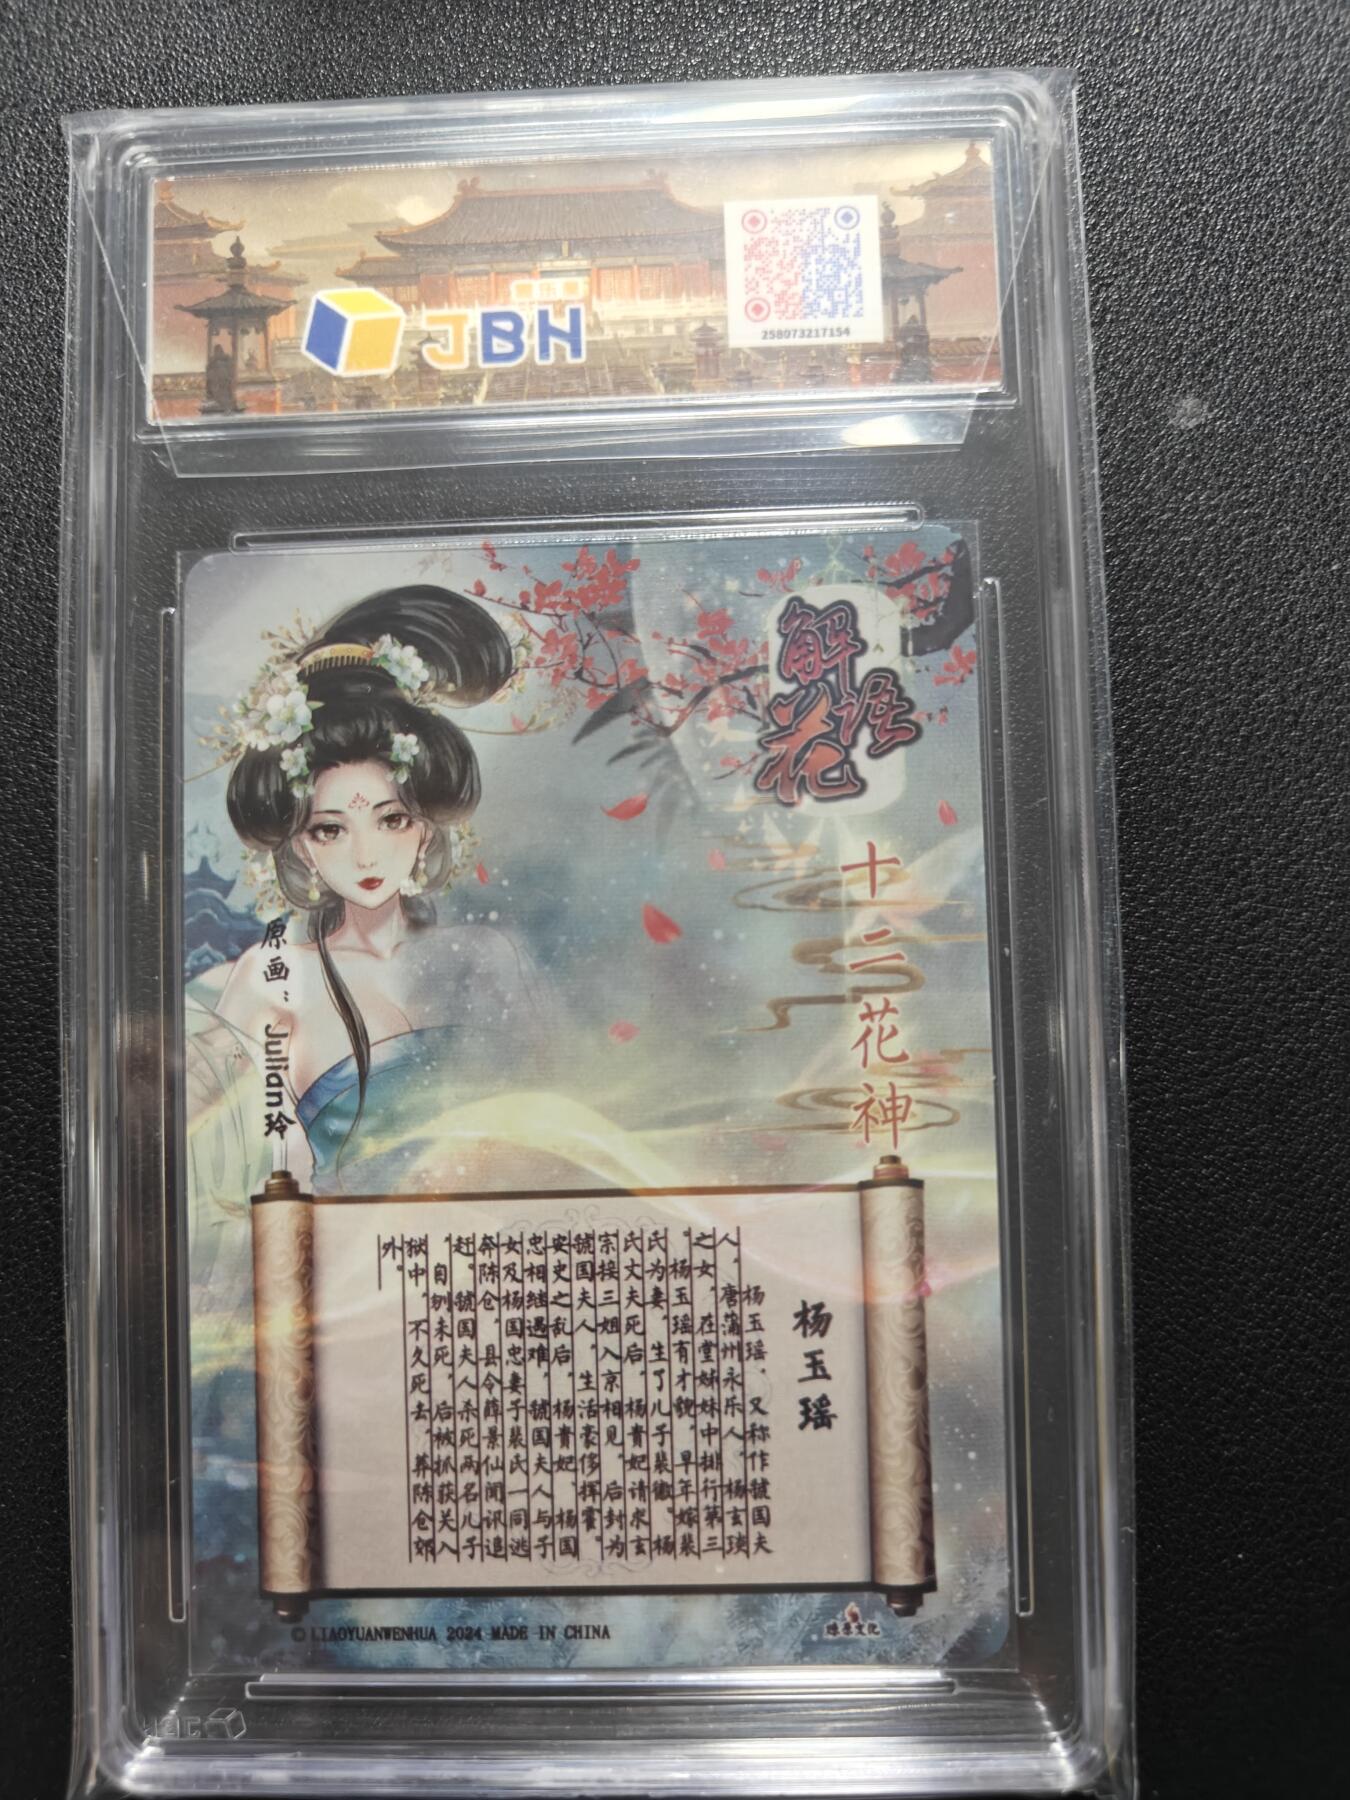 JBH
258073217154
解语花
十二花神
原画：Julian玲
杨玉瑶
杨玉瑶，又称作虢国夫
人，唐蒲州永乐人，杨玄琰
之女，在堂妹妹中排行第三
。杨玉瑶有才貌，早年嫁裴
氏为妻，生了儿子裴徽，杨
氏丈夫死后，杨贵妃请求玄
宗接三姐入京相见，后封为
虢国夫人，生活豪侈挥霍。
安史之乱后，杨贵妃、杨国
忠相继遇难，虢国夫人与子
女及杨国忠妻子裴氏一同逃
奔陈仓，县令薛景仙闻讯追
赶。虢国夫人杀死两名儿子
，自刎未死，后被抓获关入
狱中，不久死去，葬陈仓郊
外。
© LIAOYUANWENHUA 2024 MADE IN CHINA
燎原文化